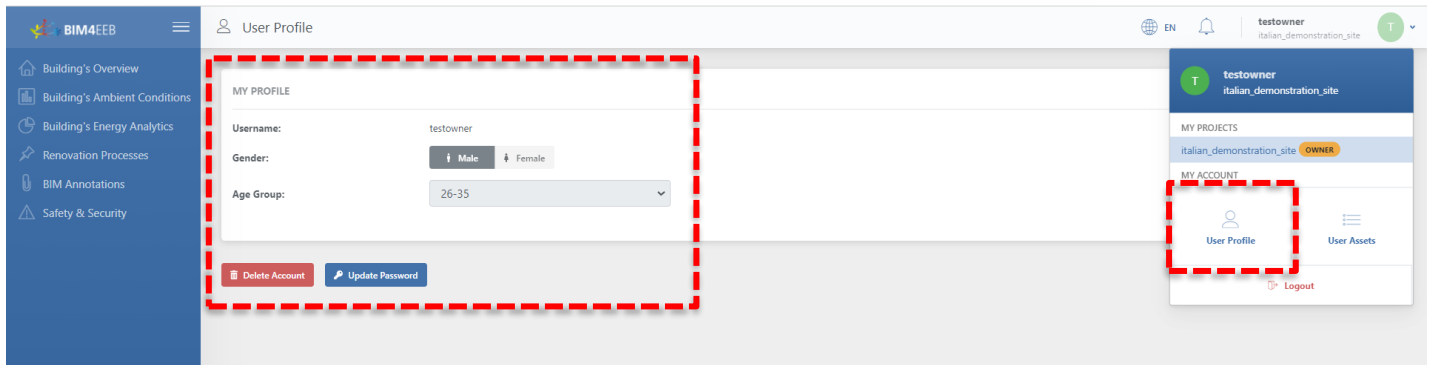 BIM4EEB
User Profile
EN
testowner
italian_demonstration_site
T
Building's Overview
Building's Ambient Conditions
Building's Energy Analytics
Renovation Processes
BIM Annotations
Safety & Security
MY PROFILE
Username: testowner
Gender: Male Female
Age Group: 26-35
Delete Account Update Password
T
testowner
italian_demonstration_site
MY PROJECTS
italian_demonstration_site OWNER
MY ACCOUNT
User Profile User Assets
Logout